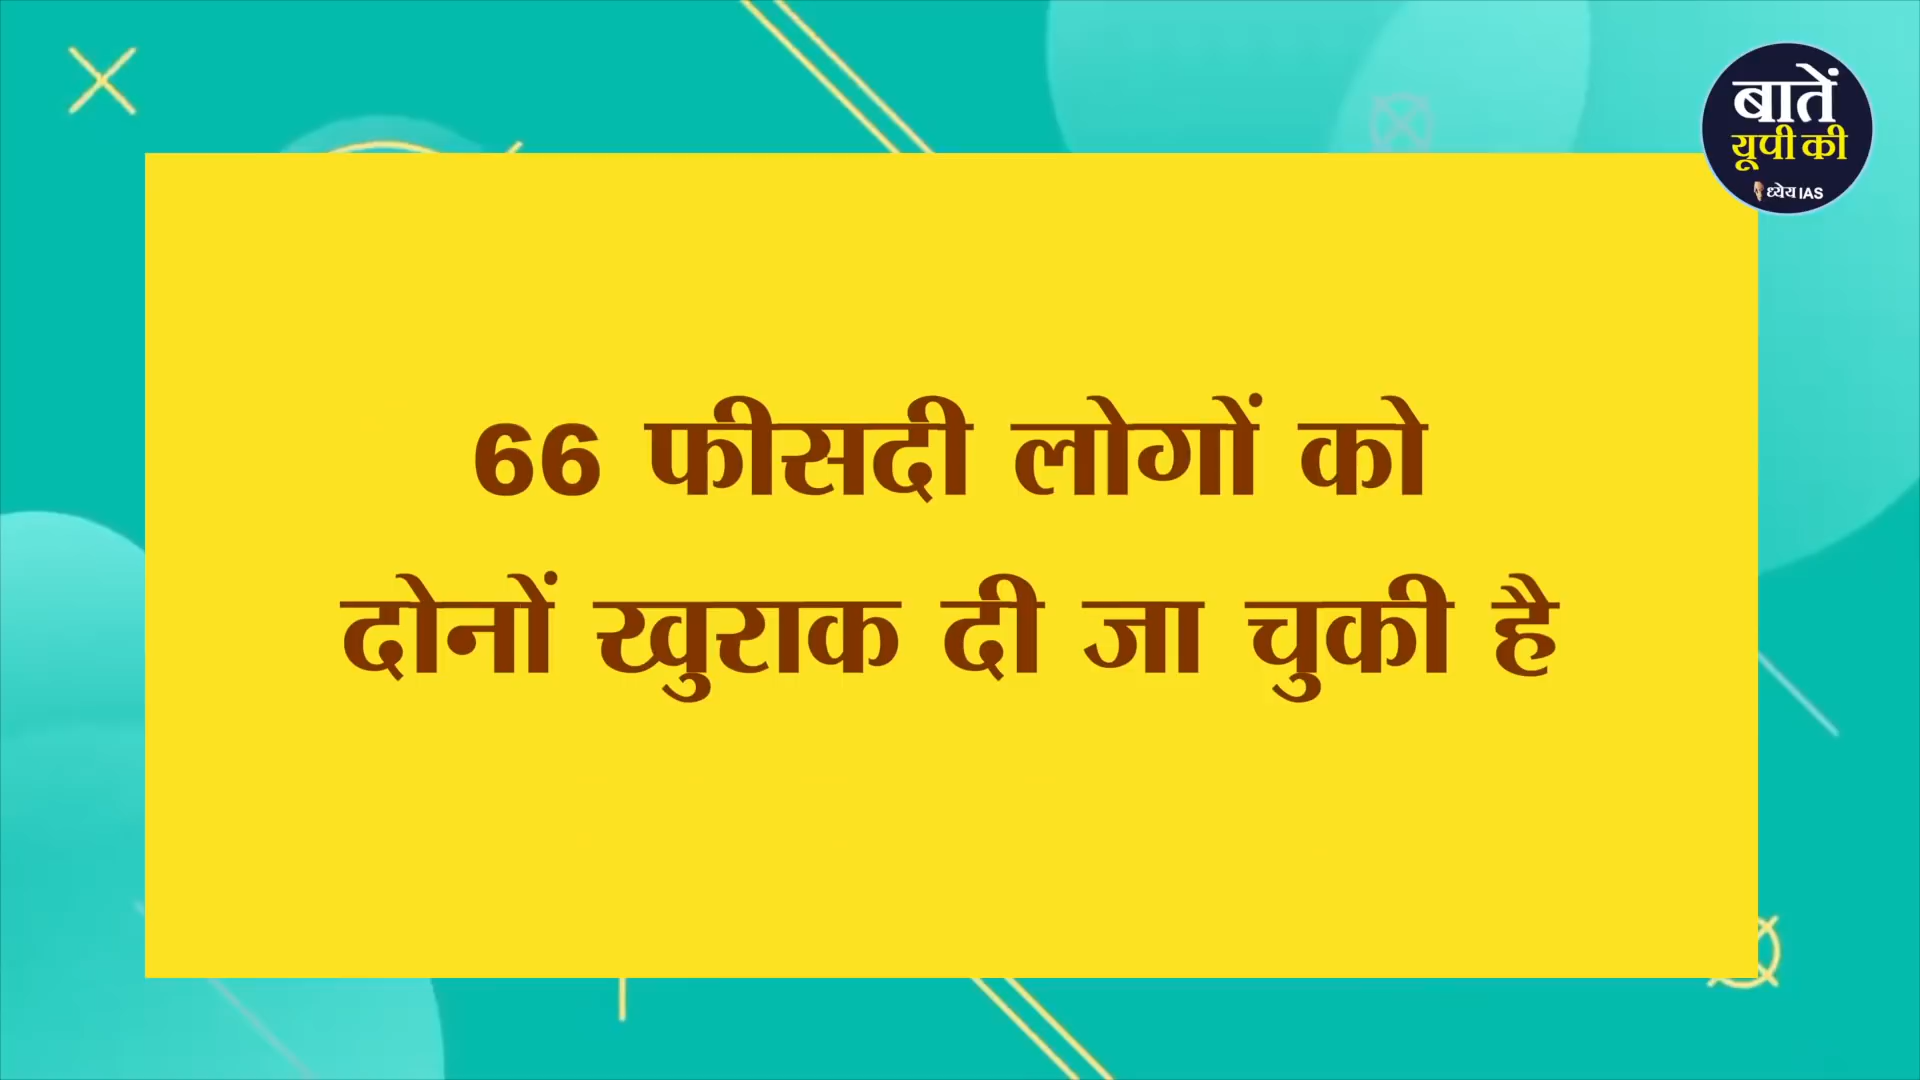 बातें
यूपी की
ध्येय IAS
66 फीसदी लोगों को
दोनों खुराक दी जा चुकी है